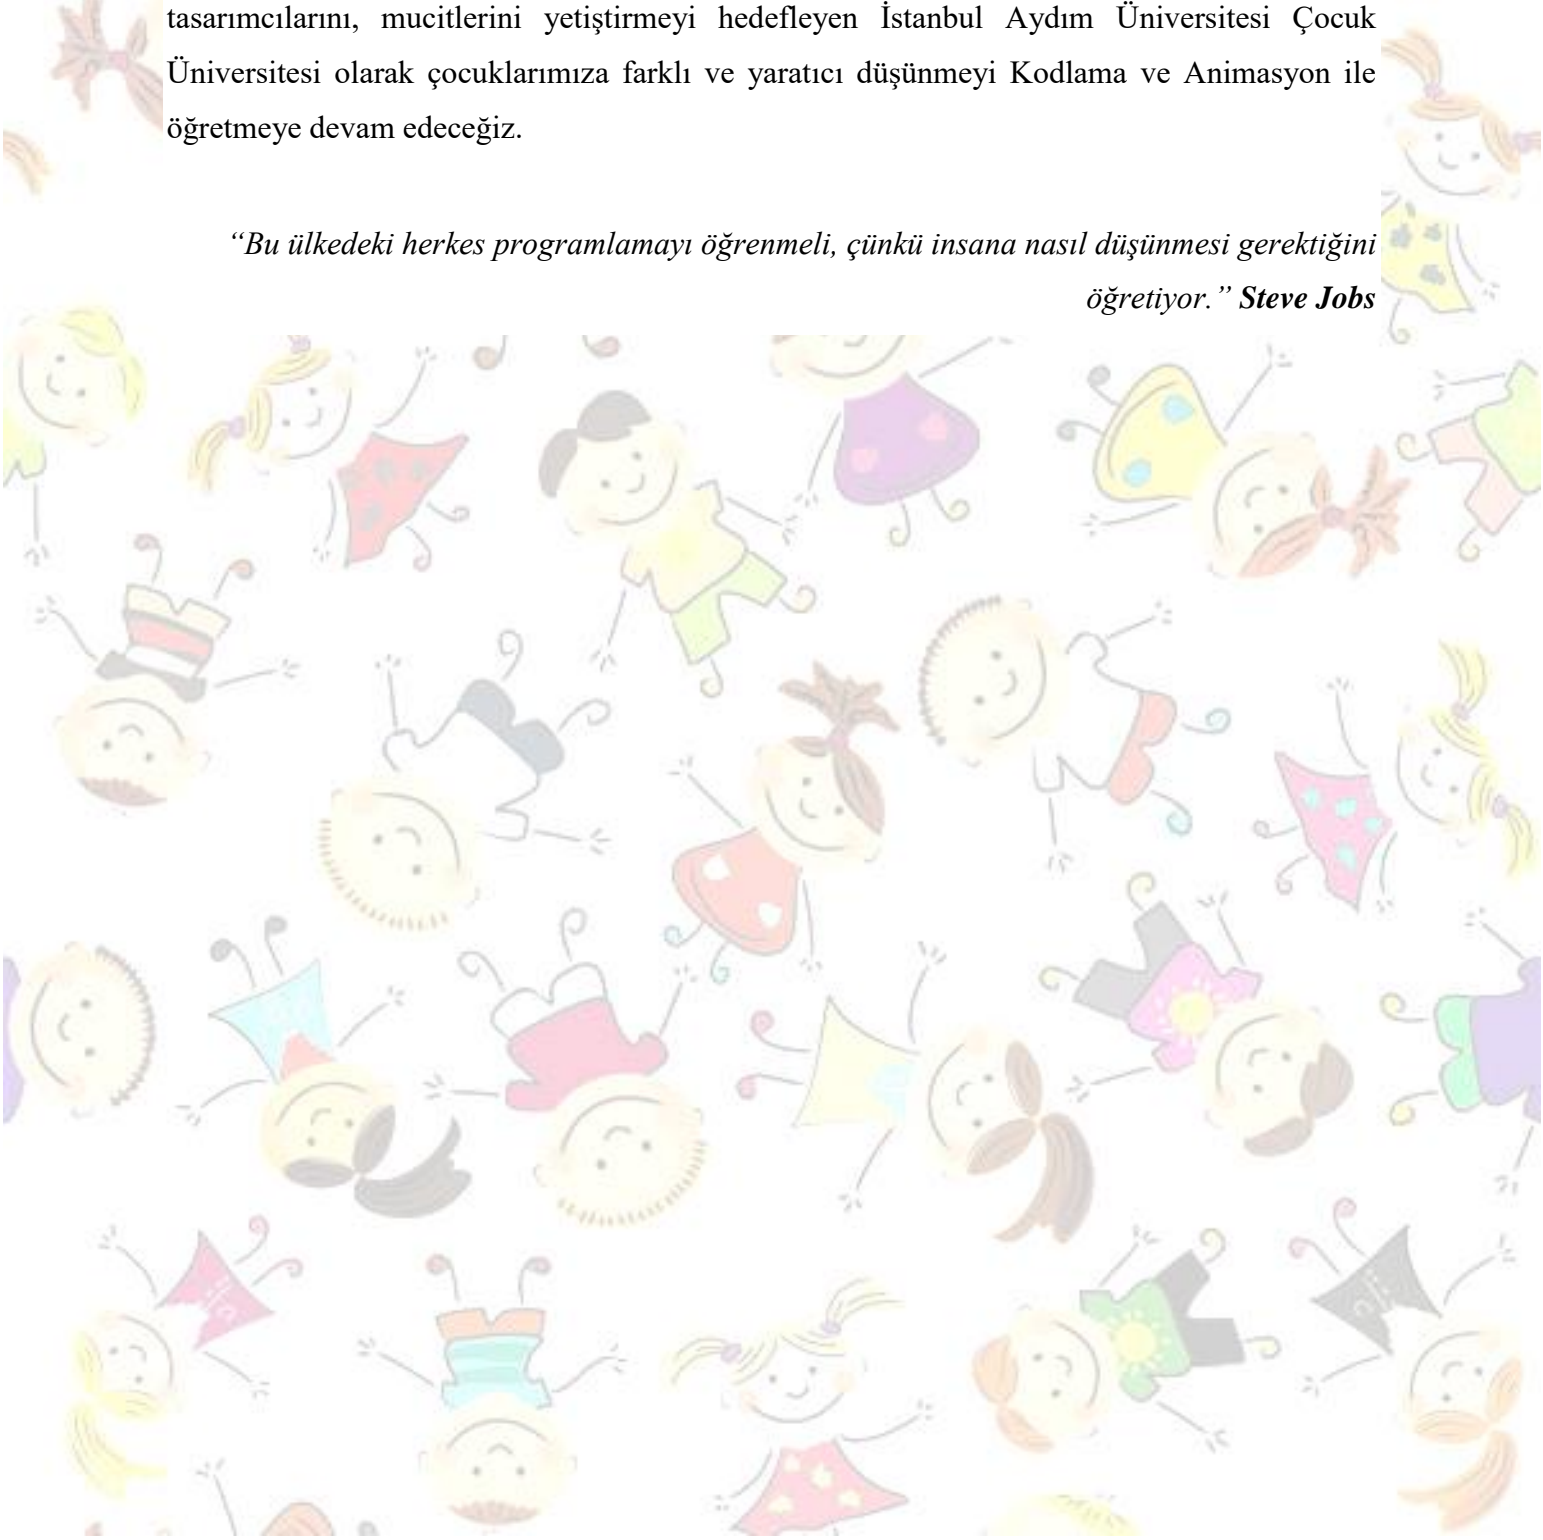 tasarımcılarını, mucitlerini yetiştirmeyi hedefleyen İstanbul Aydım Üniversitesi Çocuk
Üniversitesi olarak çocuklarımıza farklı ve yaratıcı düşünmeyi Kodlama ve Animasyon ile
öğretmeye devam edeceğiz.
“Bu ülkedeki herkes programlamayı öğrenmeli, çünkü insana nasıl düşünmesi gerektiğini
öğretiyor.” Steve Jobs